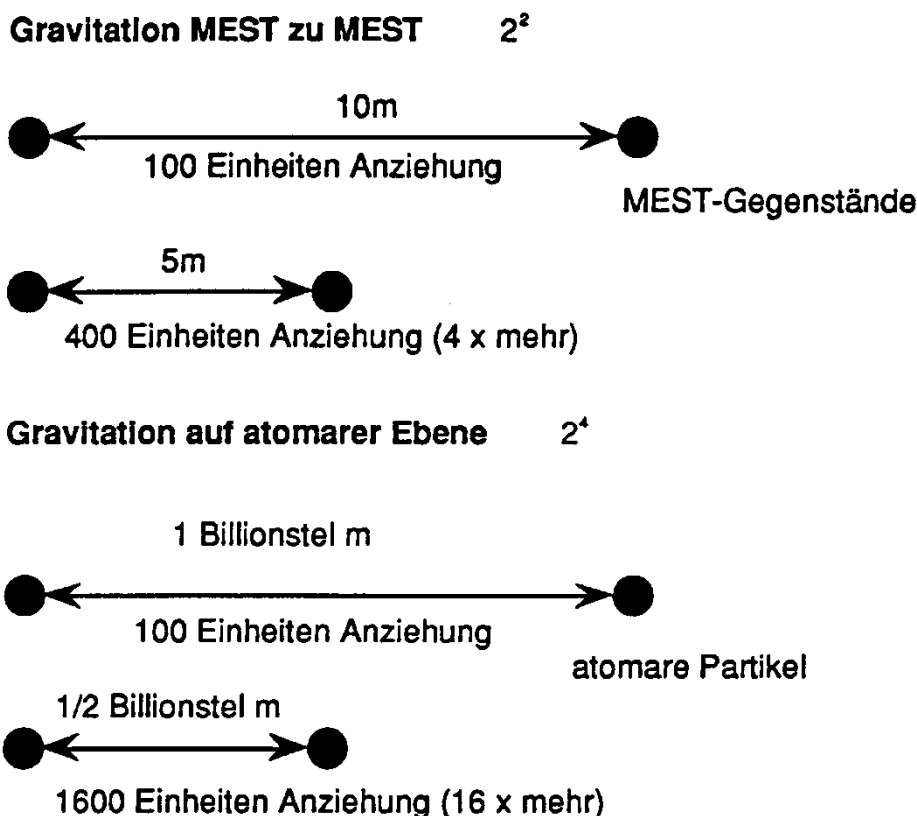 Gravitation MEST zu MEST 2²
10m
100 Einheiten Anziehung
MEST-Gegenstände
5m
400 Einheiten Anziehung (4 x mehr)
Gravitation auf atomarer Ebene 2⁴
1 Billionstel m
100 Einheiten Anziehung
atomare Partikel
1/2 Billionstel m
1600 Einheiten Anziehung (16 x mehr)